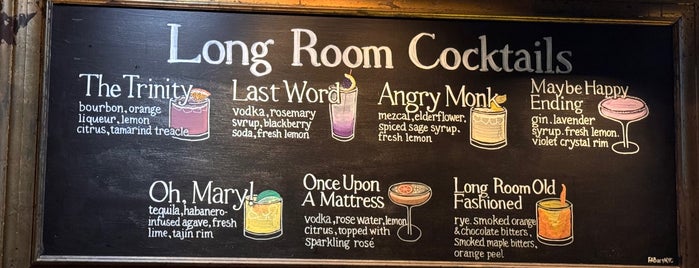 Long Room Cocktails
The Trinity
bourbon, orange
liqueur, lemon
citrus, tamarind treacle
Last Word
vodka, rosemary
syrup, blackberry
soda, fresh lemon
Angry Monk
mezcal, elderflower,
spiced sage syrup.
fresh lemon
Maybe Happy
Ending
gin, lavender
syrup. fresh lemon.
violet crystal rim
Oh, Mary!
tequila, habanero-
infused agave, fresh
lime, tajin rim
Once Upon
A Mattress
vodka, rose water, lemon
citrus, topped with
sparkling rosé
Long Room Old
Fashioned
rye, smoked orange
& chocolate bitters,
Smoked maple bitters,
orange peel